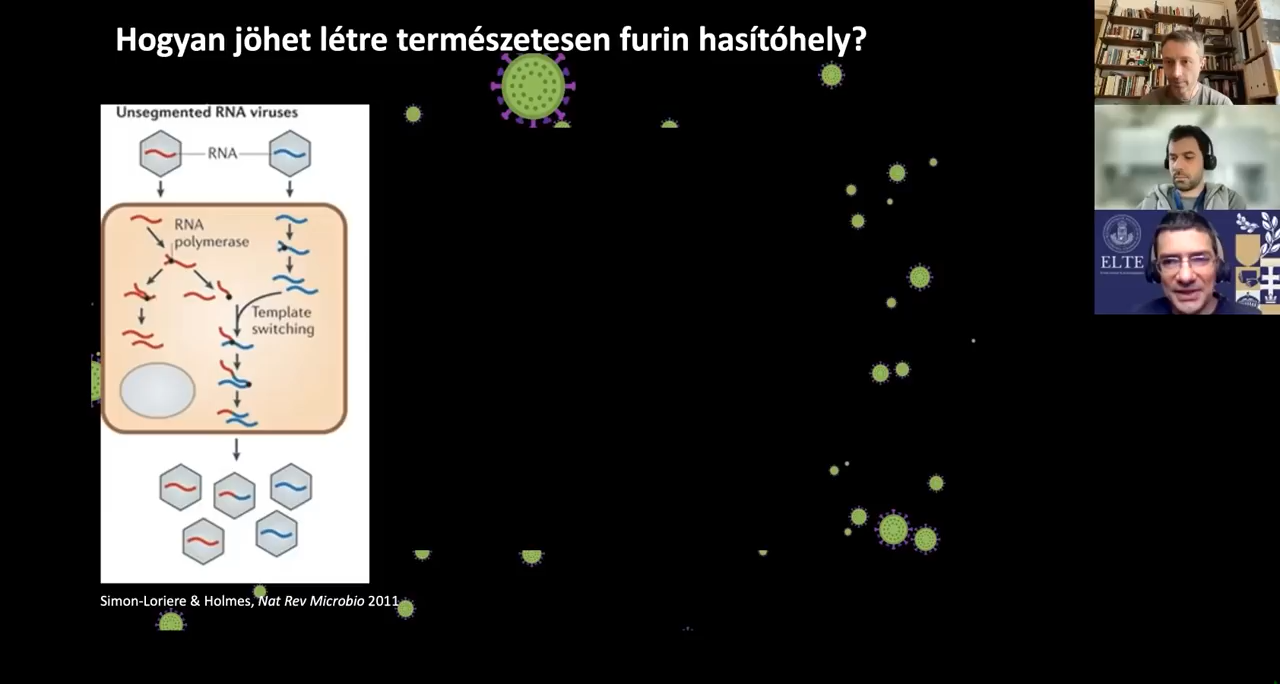 Hogyan jöhet létre természetesen furin hasítóhely?
Unsegmented RNA viruses
RNA
RNA
polymerase
Template
switching
Simon-Loriere & Holmes, Nat Rev Microbio 2011
ELTE